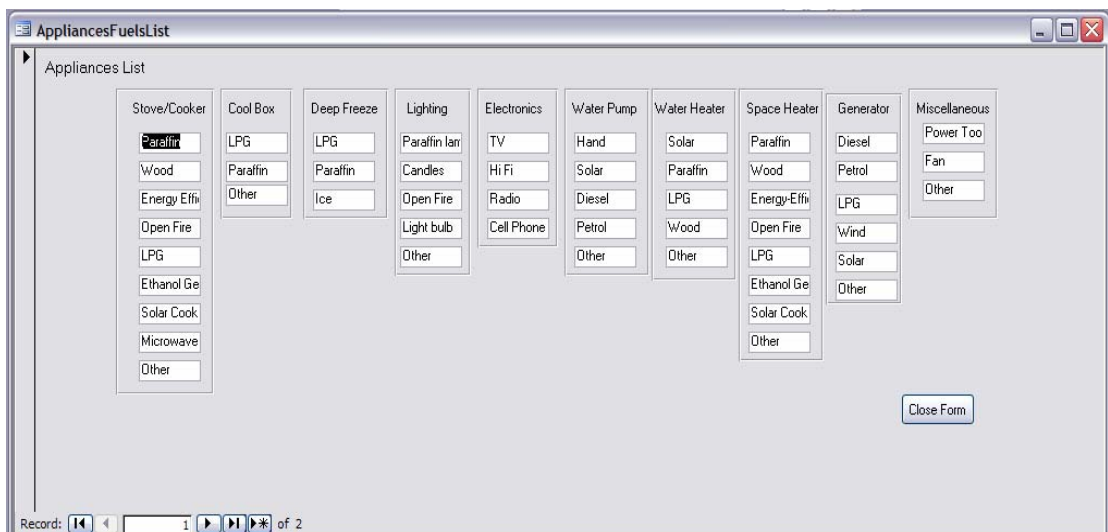 AppliancesFuelsList
Appliances List
Stove/Cooker
Paraffin
Wood
Energy Effi
Open Fire
LPG
Ethanol Ge
Solar Cook
Microwave
Other
Cool Box
LPG
Paraffin
Other
Deep Freeze
LPG
Paraffin
Ice
Lighting
Paraffin lam
Candles
Open Fire
Light bulb
Other
Electronics
TV
Hi Fi
Radio
Cell Phone
Water Pump
Hand
Solar
Diesel
Petrol
Other
Water Heater
Solar
Paraffin
LPG
Wood
Other
Space Heater
Paraffin
Wood
Energy-Effi
Open Fire
LPG
Ethanol Ge
Solar Cook
Other
Generator
Diesel
Petrol
LPG
Wind
Solar
Other
Miscellaneous
Power Too
Fan
Other
Close Form
Record: 1 of 2